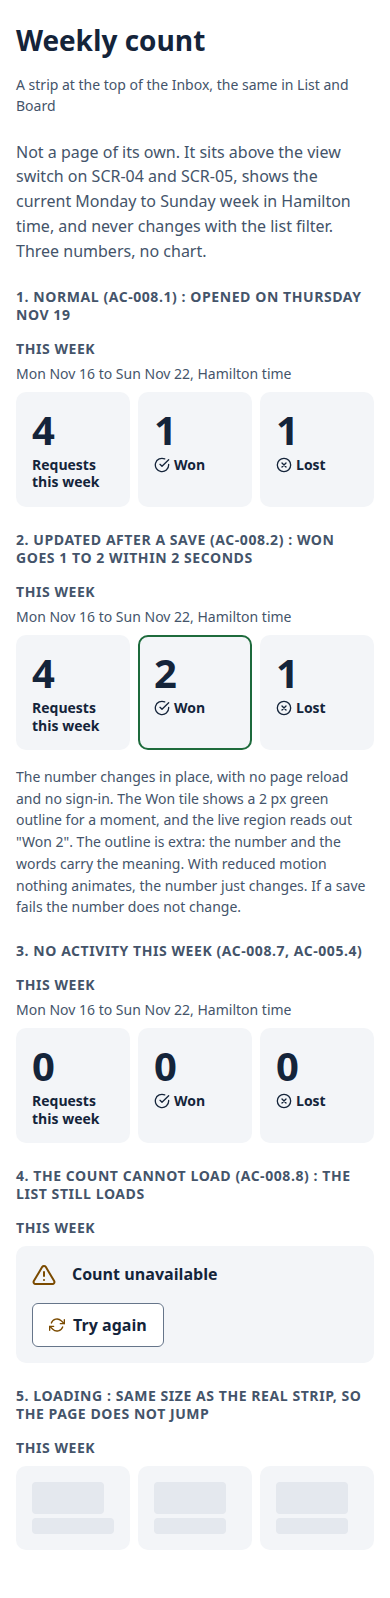 Weekly count
A strip at the top of the Inbox, the same in List and
Board
Not a page of its own. It sits above the view
switch on SCR-04 and SCR-05, shows the
current Monday to Sunday week in Hamilton
time, and never changes with the list filter.
Three numbers, no chart.
1. NORMAL (AC-008.1) : OPENED ON THURSDAY
NOV 19
THIS WEEK
Mon Nov 16 to Sun Nov 22, Hamilton time
4 1 1
Requests Won Lost
this week
2. UPDATED AFTER A SAVE (AC-008.2) : WON
GOES 1 TO 2 WITHIN 2 SECONDS
THIS WEEK
Mon Nov 16 to Sun Nov 22, Hamilton time
4 2 1
Requests Won Lost
this week
The number changes in place, with no page reload
and no sign-in. The Won tile shows a 2 px green
outline for a moment, and the live region reads out
"Won 2". The outline is extra: the number and the
words carry the meaning. With reduced motion
nothing animates, the number just changes. If a save
fails the number does not change.
3. NO ACTIVITY THIS WEEK (AC-008.7, AC-005.4)
THIS WEEK
Mon Nov 16 to Sun Nov 22, Hamilton time
0 0 0
Requests Won Lost
this week
4. THE COUNT CANNOT LOAD (AC-008.8) : THE
LIST STILL LOADS
THIS WEEK
Count unavailable
Try again
5. LOADING : SAME SIZE AS THE REAL STRIP, SO
THE PAGE DOES NOT JUMP
THIS WEEK